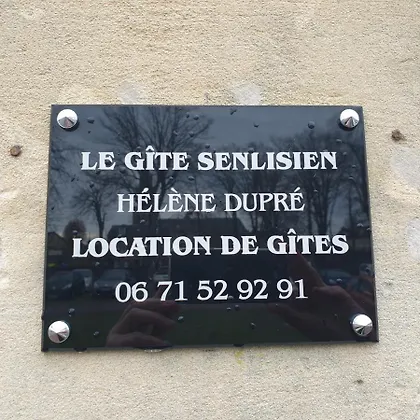 LE GÎTE SENLISIEN
HÉLÈNE DUPRÉ
LOCATION DE GÎTES
06 71 52 92 91